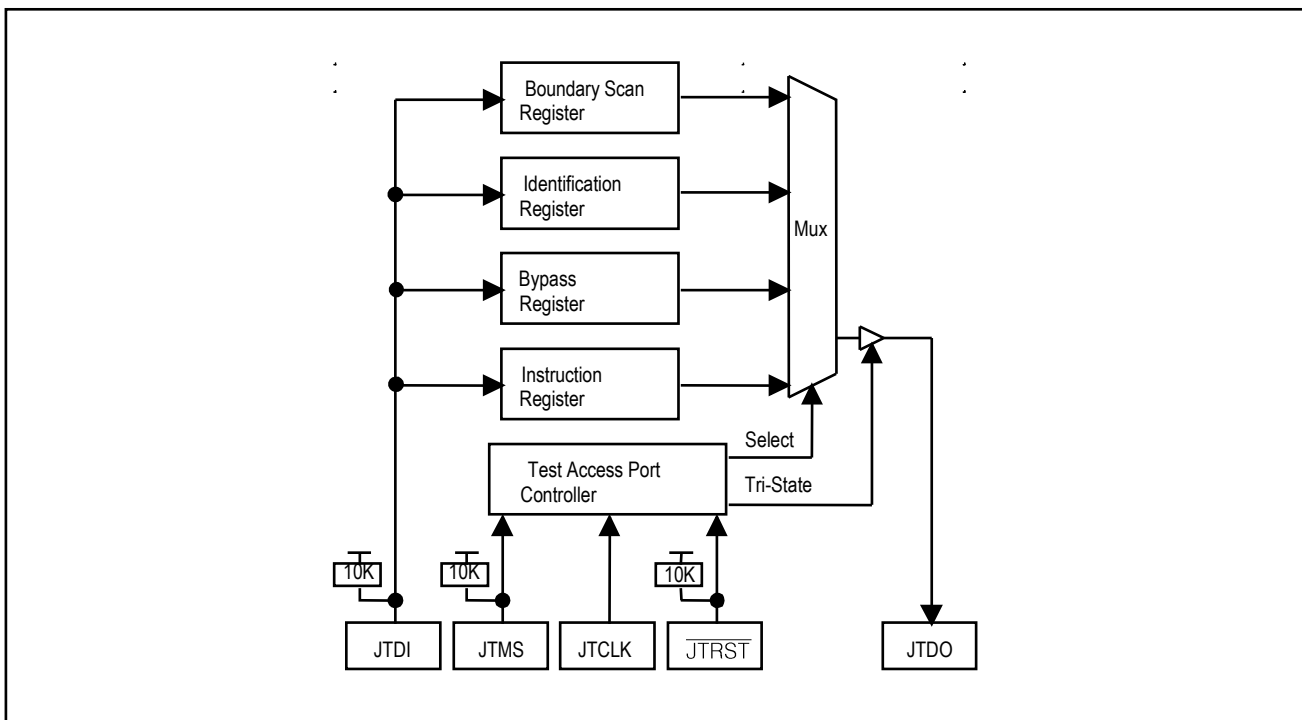 Boundary Scan
Register
Identification
Register
Mux
Bypass
Register
Instruction
Register
Select
Test Access Port
Controller
Tri-State
10K
10K
10K
JTDI
JTMS
JTCLK
JTRST
JTDO